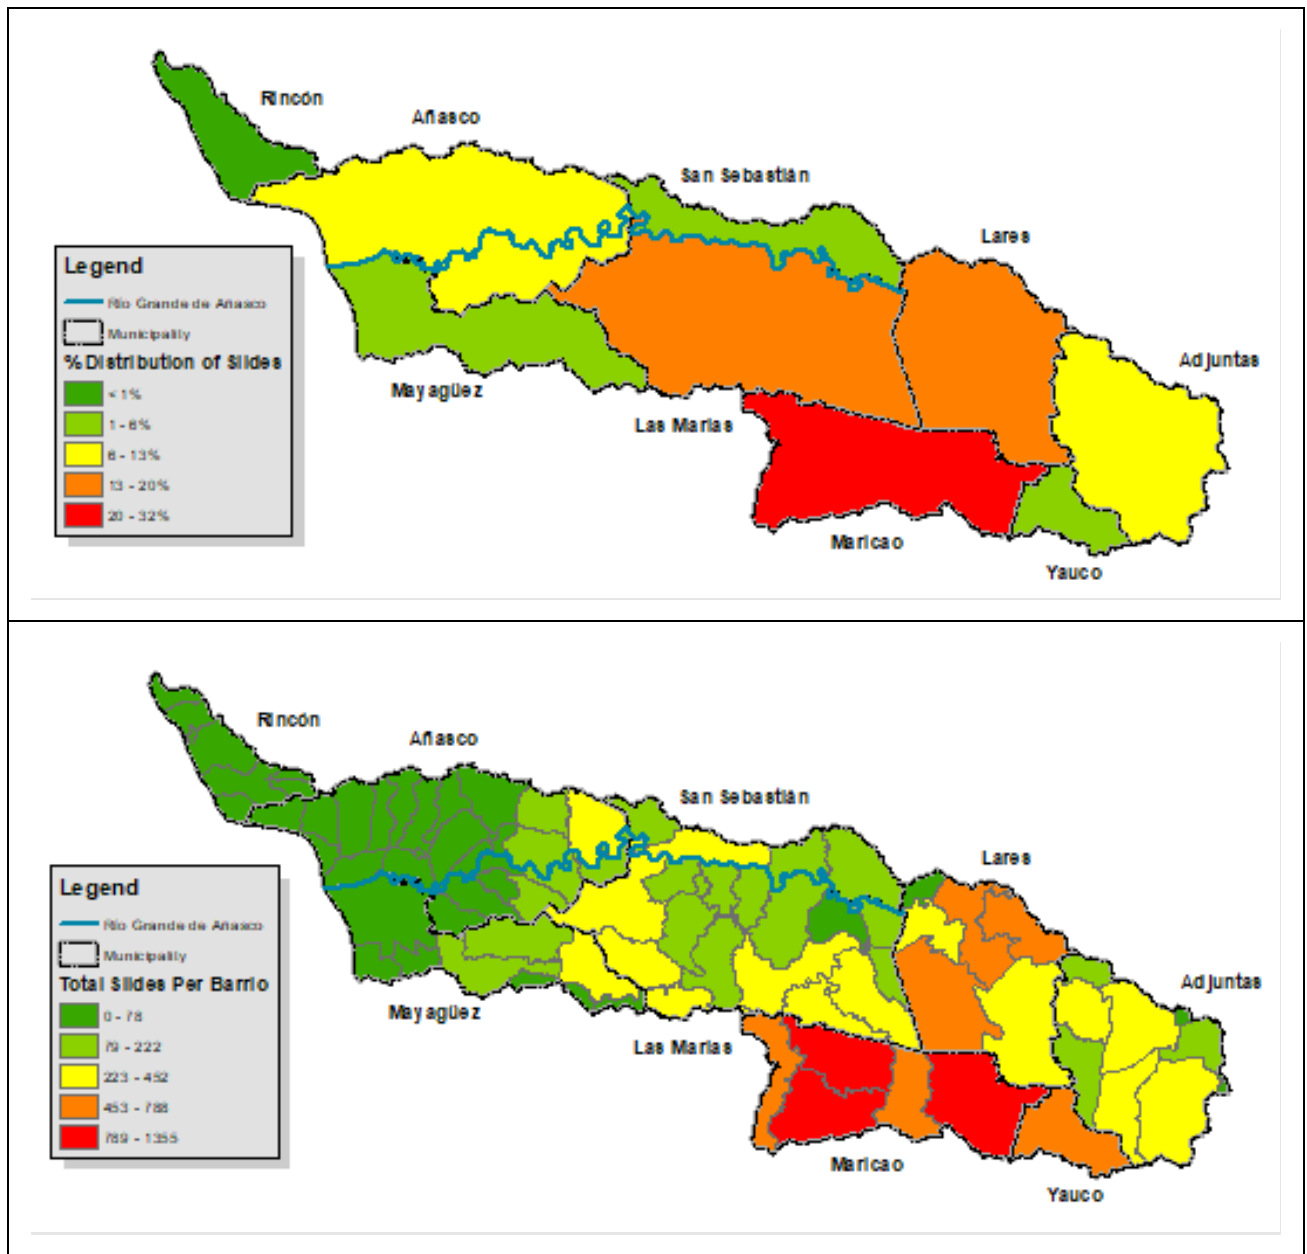 Rincón
Añasco
San Sebastián
Lares
Adjuntas
Mayagüez
Las Marias
Maricao
Yauco
Legend
Río Grande de Añasco
Municipality
% Distribution of Slides
< 1%
1 - 6%
6 - 13%
13 - 20%
20 - 32%
Rincón
Añasco
San Sebastián
Lares
Adjuntas
Mayagüez
Las Marias
Maricao
Yauco
Legend
Río Grande de Añasco
Municipality
Total Slides Per Barrio
0 - 78
79 - 222
223 - 452
453 - 788
789 - 1355